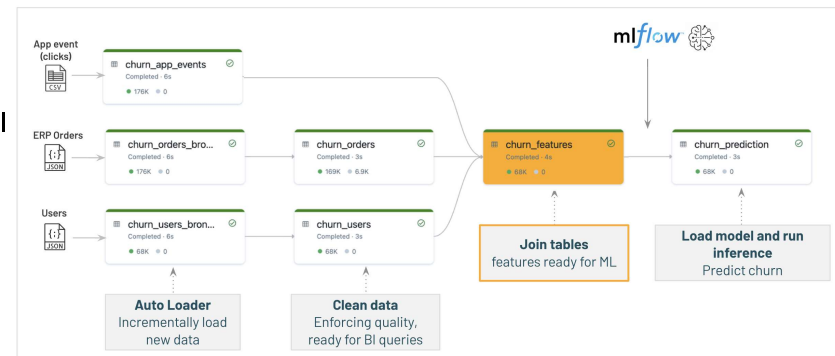 App event
(clicks)
CSV
churn_app_events
Completed · 6s
176K 0
ERP Orders
{:}
JSON
churn_orders_bro...
Completed · 6s
176K 0
churn_orders
Completed · 3s
169K 6.9K
Users
{:}
JSON
churn_users_bron...
Completed · 6s
68K 0
churn_users
Completed · 3s
68K 0
mlflow
churn_features
Completed · 4s
68K 0
churn_prediction
Completed · 3s
68K 0
Auto Loader
Incrementally load
new data
Clean data
Enforcing quality,
ready for BI queries
Join tables
features ready for ML
Load model and run
inference
Predict churn